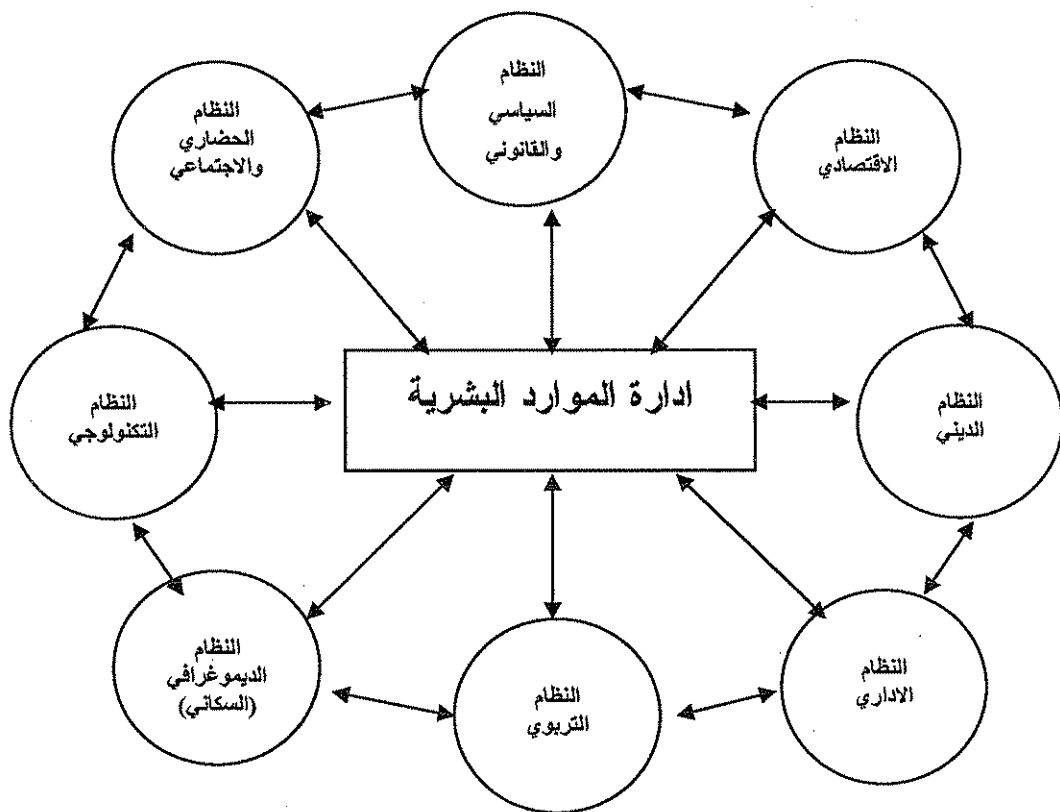 النظام
السياسي
والقانوني
النظام
الاقتصادي
النظام
الحضاري
والاجتماعي
ادارة الموارد البشرية
النظام
الديني
النظام
التكنولوجي
النظام
الاداري
النظام
التربوي
النظام
الديموغرافي
(السكاني)